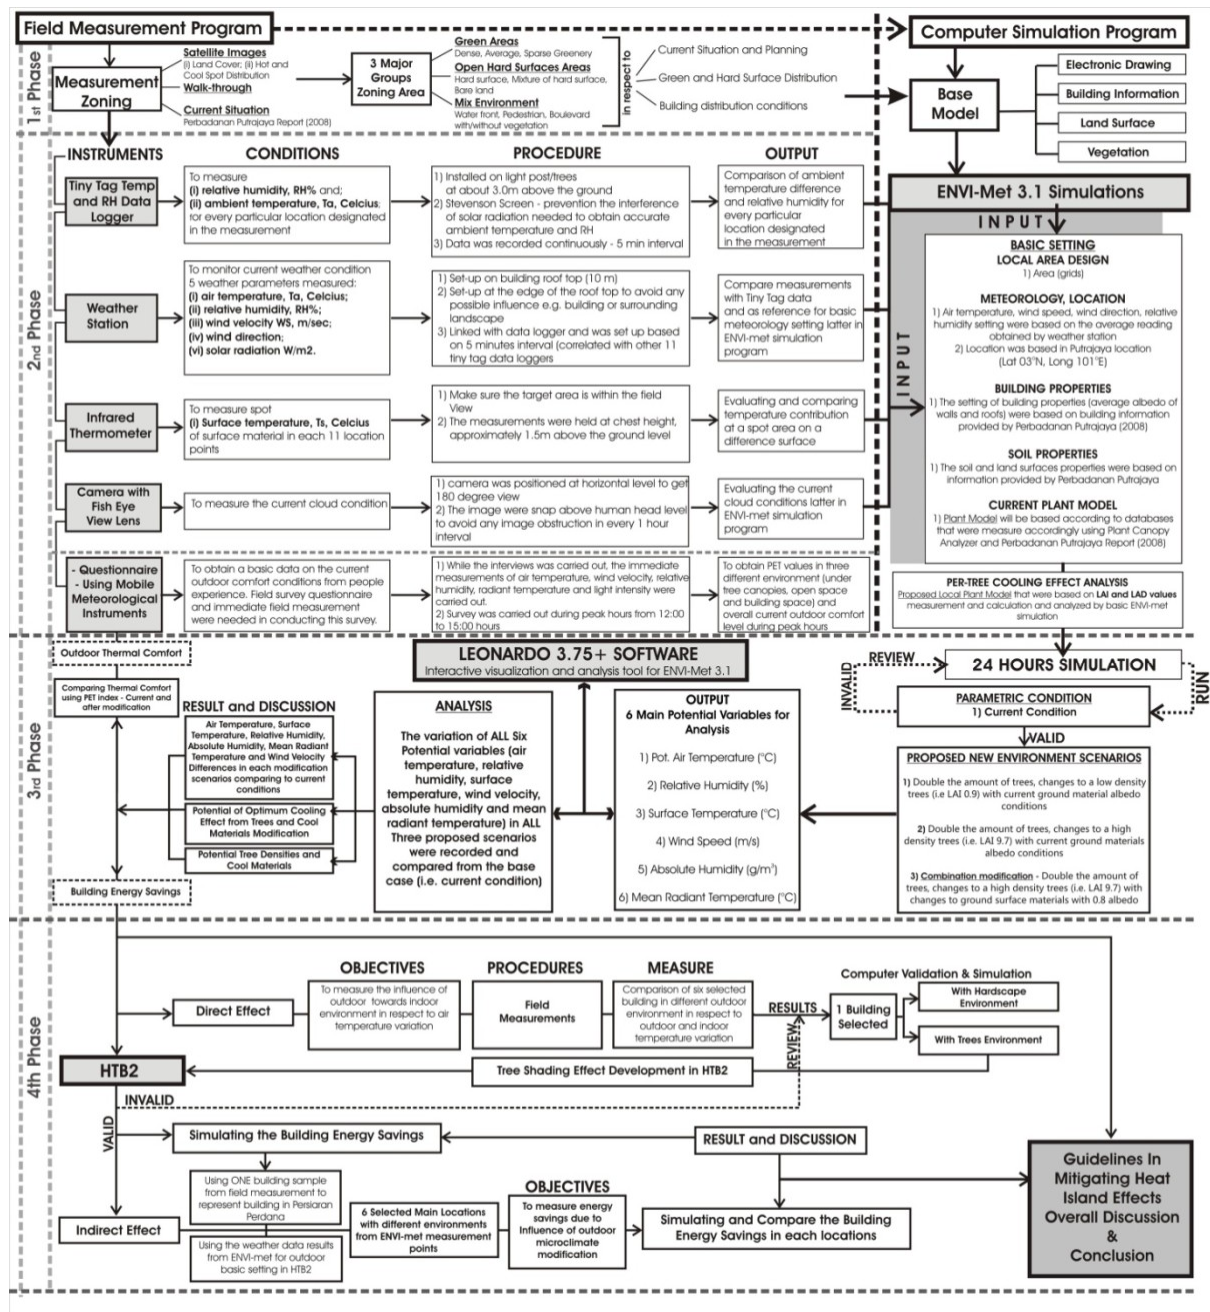 Field Measurement Program
Computer Simulation Program
1st Phase
Measurement
Zoning
Satellite Images
(i) Land Cover; (ii) Hot and
Cool Spot Distribution
Walk-through
Current Situation
Perbadanan Putrajaya Report (2008)
3 Major
Groups
Zoning Area
Green Areas
Dense, Average, Sparse Greenery
Open Hard Surfaces Areas
Hard surface, Mixture of hard surface,
Bare land
Mix Environment
Water front, Pedestrian, Boulevard
with/without vegetation
in respect to
Current Situation and Planning
Green and Hard Surface Distribution
Building distribution conditions
Base
Model
Electronic Drawing
Building Information
Land Surface
Vegetation
2nd Phase
INSTRUMENTS
CONDITIONS
PROCEDURE
OUTPUT
Tiny Tag Temp
and RH Data
Logger
To measure
(i) relative humidity, RH% and;
(ii) ambient temperature, Ta, Celcius;
for every particular location designated
in the measurement
1) Installed on light post/trees
at about 3.0m above the ground
2) Stevenson Screen - prevention the interference
of solar radiation needed to obtain accurate
ambient temperature and RH
3) Data was recorded continuously - 5 min interval
Comparison of ambient
temperature difference
and relative humidity for
every particular
location designated
in the measurement
Weather
Station
To monitor current weather condition
5 weather parameters measured:
(i) air temperature, Ta, Celcius;
(ii) relative humidity, RH%;
(iii) wind velocity WS, m/sec;
(iv) wind direction;
(vi) solar radiation W/m2.
1) Set-up on building roof top (10 m)
2) Set-up at the edge of the roof top to avoid any
possible influence e.g. building or surrounding
landscape
3) Linked with data logger and was set up based
on 5 minutes interval (correlated with other 11
tiny tag data loggers
Compare measurements
with Tiny Tag data
and as reference for basic
meteorology setting latter in
ENVI-met simulation
program
Infrared
Thermometer
To measure spot
(i) Surface temperature, Ts, Celcius
of surface material in each 11 location
points
1) Make sure the target area is within the field
View
2) The measurements were held at chest height,
approximately 1.5m above the ground level
Evaluating and comparing
temperature contribution
at a spot area on a
difference surface
Camera with
Fish Eye
View Lens
To measure the current cloud condition
1) camera was positioned at horizontal level to get
180 degree view
2) The image were snap above human head level
to avoid any image obstruction in every 1 hour
interval
Evaluating the current
cloud conditions latter in
ENVI-met simulation
program
- Questionnaire
- Using Mobile
Meteorological
Instruments
To obtain a basic data on the current
outdoor comfort conditions from people
experience. Field survey questionnaire
and immediate field measurement
were needed in conducting this survey.
1) While the interviews was carried out, the immediate
measurements of air temperature, wind velocity, relative
humidity, radiant temperature and light intensity were
carried out.
2) Survey was carried out during peak hours from 12:00
to 15:00 hours
To obtain PET values in three
different environment (under
tree canopies, open space
and building space) and
overall current outdoor comfort
level during peak hours
ENVI-Met 3.1 Simulations
INPUT
INPUT
BASIC SETTING
LOCAL AREA DESIGN
1) Area (grids)
METEOROLOGY, LOCATION
1) Air temperature, wind speed, wind direction, relative
humidity setting were based on the average reading
obtained by weather station
2) Location was based in Putrajaya location
(Lat 03°N, Long 101°E)
BUILDING PROPERTIES
1) The setting of building properties (average albedo of
walls and roofs) were based on building information
provided by Perbadanan Putrajaya (2008)
SOIL PROPERTIES
1) The soil and land surfaces properties were based on
information provided by Perbadanan Putrajaya
CURRENT PLANT MODEL
1) Plant Model will be based according to databases
that were measure accordingly using Plant Canopy
Analyzer and Perbadanan Putrajaya Report (2008)
PER-TREE COOLING EFFECT ANALYSIS
Proposed Local Plant Model that were based on LAI and LAD values
measurement and calculation and analyzed by basic ENVI-met
simulation
3rd Phase
Outdoor Thermal Comfort
Comparing Thermal Comfort
using PET index - Current and
after modification
Building Energy Savings
RESULT and DISCUSSION
Air Temperature, Surface
Temperature, Relative Humidity,
Absolute Humidity, Mean Radiant
Temperature and Wind Velocity
Differences in each modification
scenarios comparing to current
conditions
Potential of Optimum Cooling
Effect from Trees and Cool
Materials Modification
Potential Tree Densities and
Cool Materials
LEONARDO 3.75+ SOFTWARE
Interactive visualization and analysis tool for ENVI-Met 3.1
ANALYSIS
The variation of ALL Six
Potential variables (air
temperature, relative
humidity, surface
temperature, wind velocity,
absolute humidity and mean
radiant temperature) in ALL
Three proposed scenarios
were recorded and
compared from the base
case (i.e. current condition)
OUTPUT
6 Main Potential Variables for
Analysis
1) Pot. Air Temperature (°C)
2) Relative Humidity (%)
3) Surface Temperature (°C)
4) Wind Speed (m/s)
5) Absolute Humidity (g/m³)
6) Mean Radiant Temperature (°C)
REVIEW
INVALID
24 HOURS SIMULATION
RUN
PARAMETRIC CONDITION
1) Current Condition
VALID
PROPOSED NEW ENVIRONMENT SCENARIOS
1) Double the amount of trees, changes to a low density
trees (i.e LAI 0.9) with current ground material albedo
conditions
2) Double the amount of trees, changes to a high
density trees (i.e. LAI 9.7) with current ground materials
albedo conditions
3) Combination modification - Double the amount of
trees, changes to a high density trees (i.e. LAI 9.7) with
changes to ground surface materials with 0.8 albedo
4th Phase
OBJECTIVES
PROCEDURES
MEASURE
Computer Validation & Simulation
Direct Effect
To measure the influence of
outdoor towards indoor
environment in respect to air
temperature variation
Field
Measurements
Comparison of six selected
building in different outdoor
environment in respect to
outdoor and indoor
temperature variation
RESULTS
REVIEW
1 Building
Selected
With Hardscape
Environment
With Trees Environment
HTB2
Tree Shading Effect Development in HTB2
INVALID
VALID
Simulating the Building Energy Savings
RESULT and DISCUSSION
Using ONE building sample
from field measurement to
represent building in Persiaran
Perdana
Indirect Effect
Using the weather data results
from ENVI-met for outdoor
basic setting in HTB2
6 Selected Main Locations
with different environments
from ENVI-met measurement
points
OBJECTIVES
To measure energy
savings due to
Influence of outdoor
microclimate
modification
Simulating and Compare the Building
Energy Savings in each locations
Guidelines In
Mitigating Heat
Island Effects
Overall Discussion
&
Conclusion